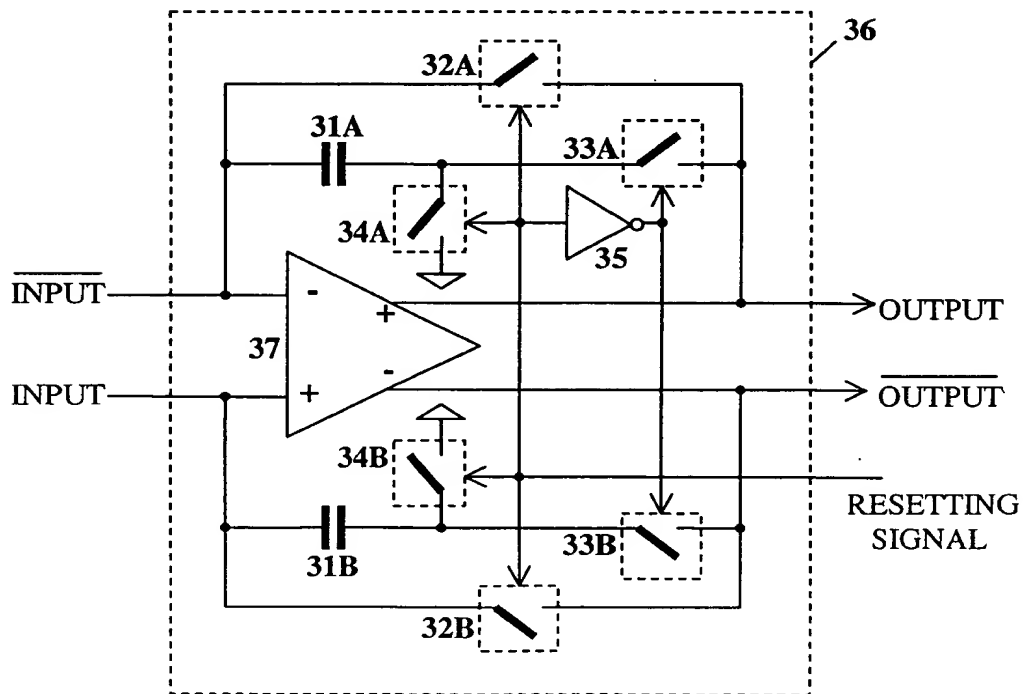 36
32A
31A
33A
34A
35
INPUT
-
+
OUTPUT
37
INPUT
+
-
OUTPUT
34B
RESETTING
SIGNAL
31B
33B
32B